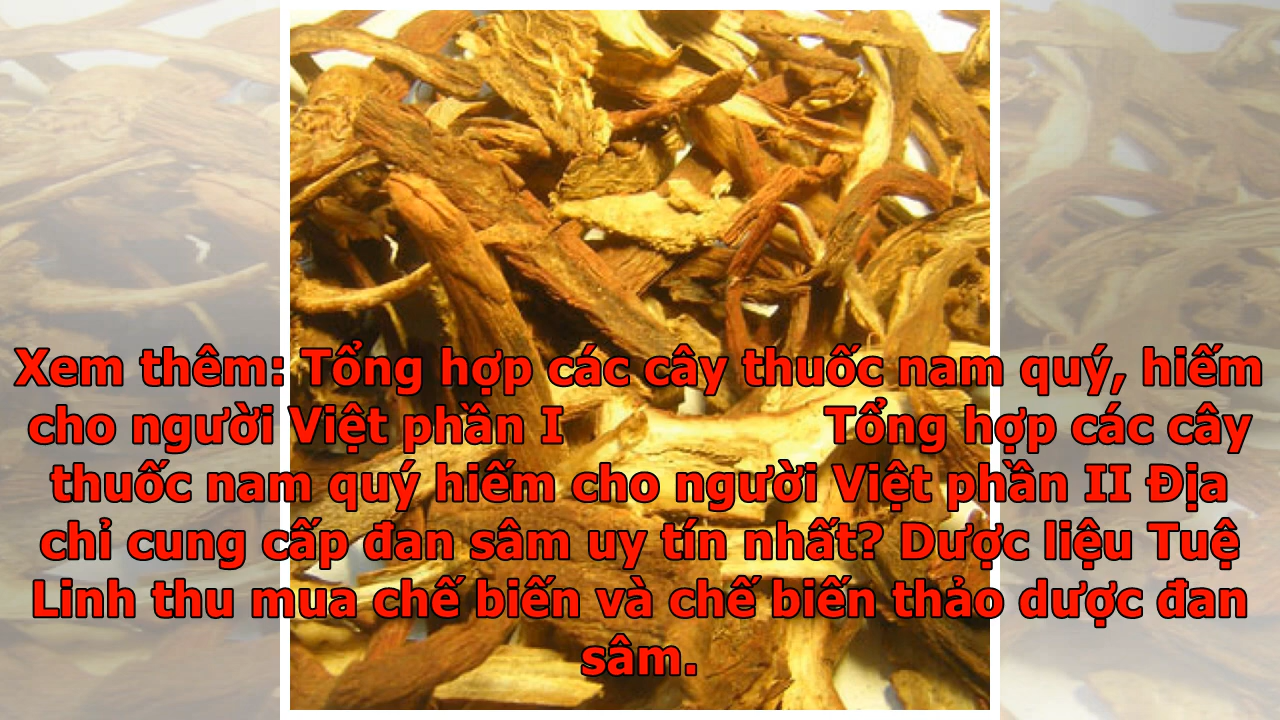 Xem thêm: Tổng hợp các cây thuốc nam quý, hiếm
cho người Việt phần I Tổng hợp các cây
thuốc nam quý hiếm cho người Việt phần II Địa
chỉ cung cấp đan sâm uy tín nhất? Dược liệu Tuệ
Linh thu mua chế biến và chế biến thảo dược đan
sâm.